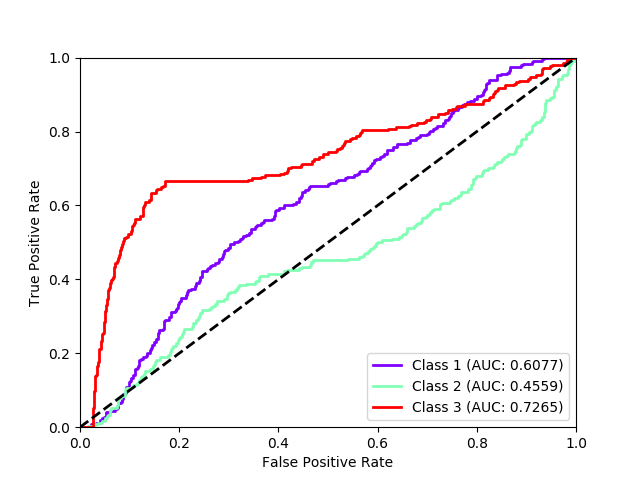 1.0
0.8
0.6
0.4
0.2
0.0
True Positive Rate
0.0 0.2 0.4 0.6 0.8 1.0
False Positive Rate
Class 1 (AUC: 0.6077)
Class 2 (AUC: 0.4559)
Class 3 (AUC: 0.7265)